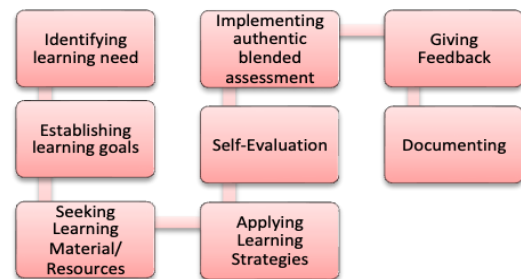 Identifying
learning need
Establishing
learning goals
Seeking
Learning
Material/
Resources
Applying
Learning
Strategies
Self-Evaluation
Implementing
authentic
blended
assessment
Giving
Feedback
Documenting